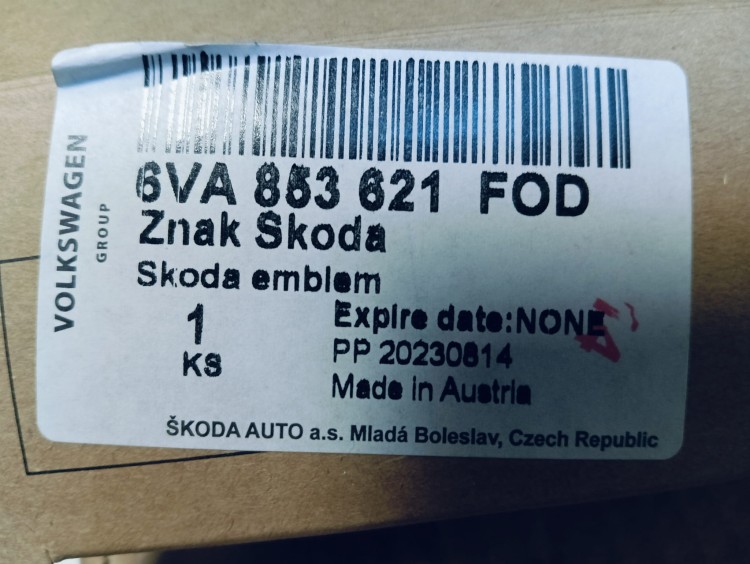 VOLKSWAGEN
GROUP
6VA 853 621 FOD
Znak Skoda
Skoda emblem
1
KS
Expire date:NONE
PP 20230814
Made in Austria
ŠKODA AUTO a.s. Mladá Boleslav, Czech Republic